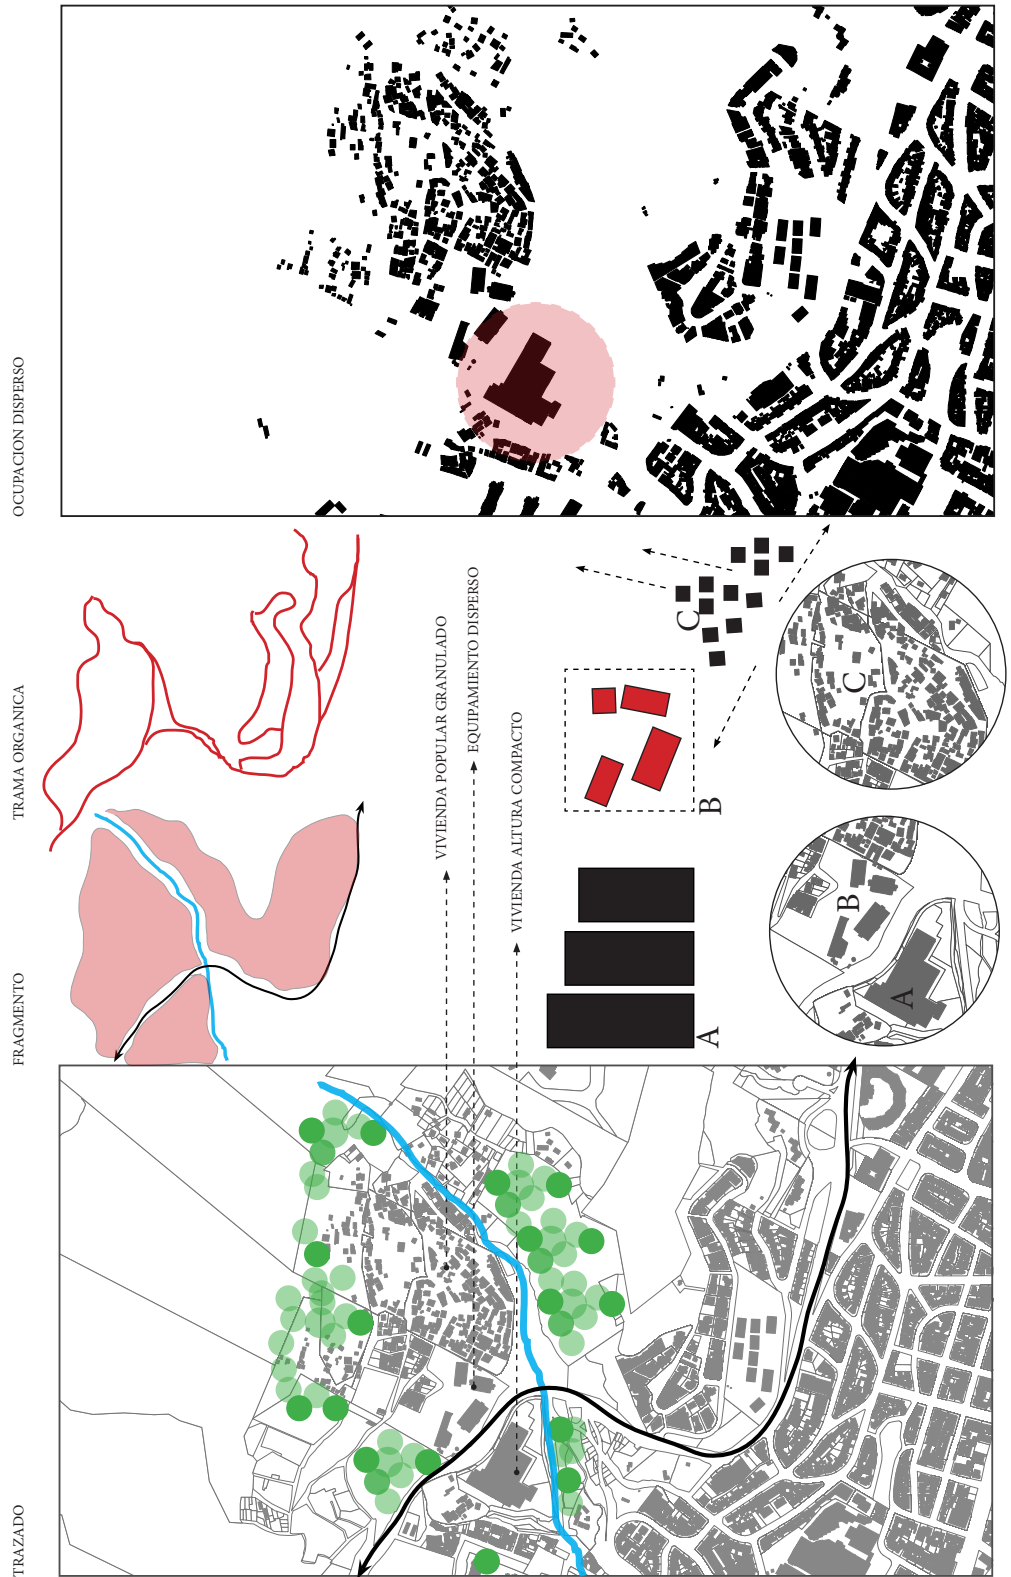 TRAZADO
FRAGMENTO
TRAMA ORGANICA
OCUPACION DISPERSO
VIVIENDA POPULAR GRANULADO
EQUIPAMIENTO DISPERSO
VIVIENDA ALTURA COMPACTO
A
B
C
A
B
C